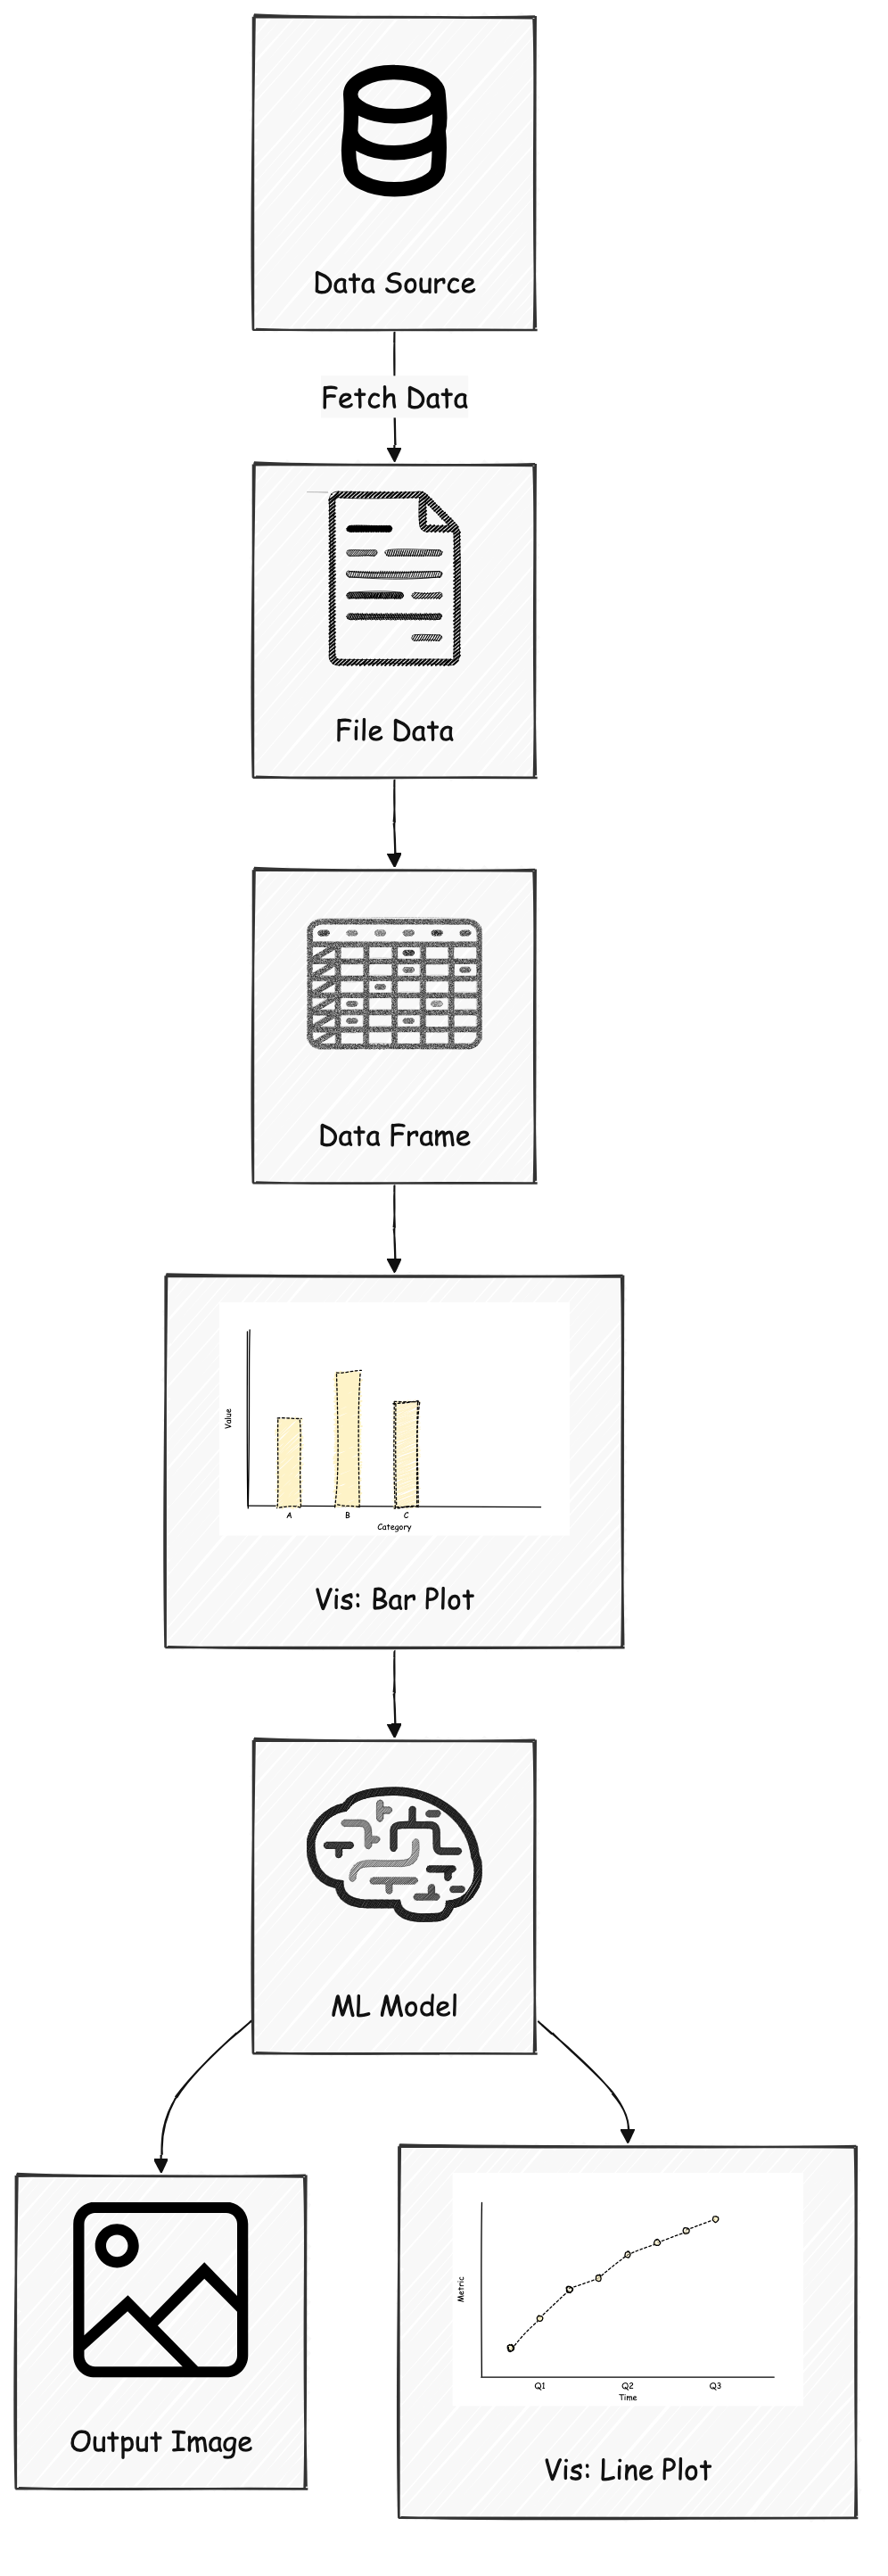 Data Source
Fetch Data
File Data
Data Frame
Value
A B C
Category
Vis: Bar Plot
ML Model
Output Image
Metric
Q1 Q2 Q3
Time
Vis: Line Plot